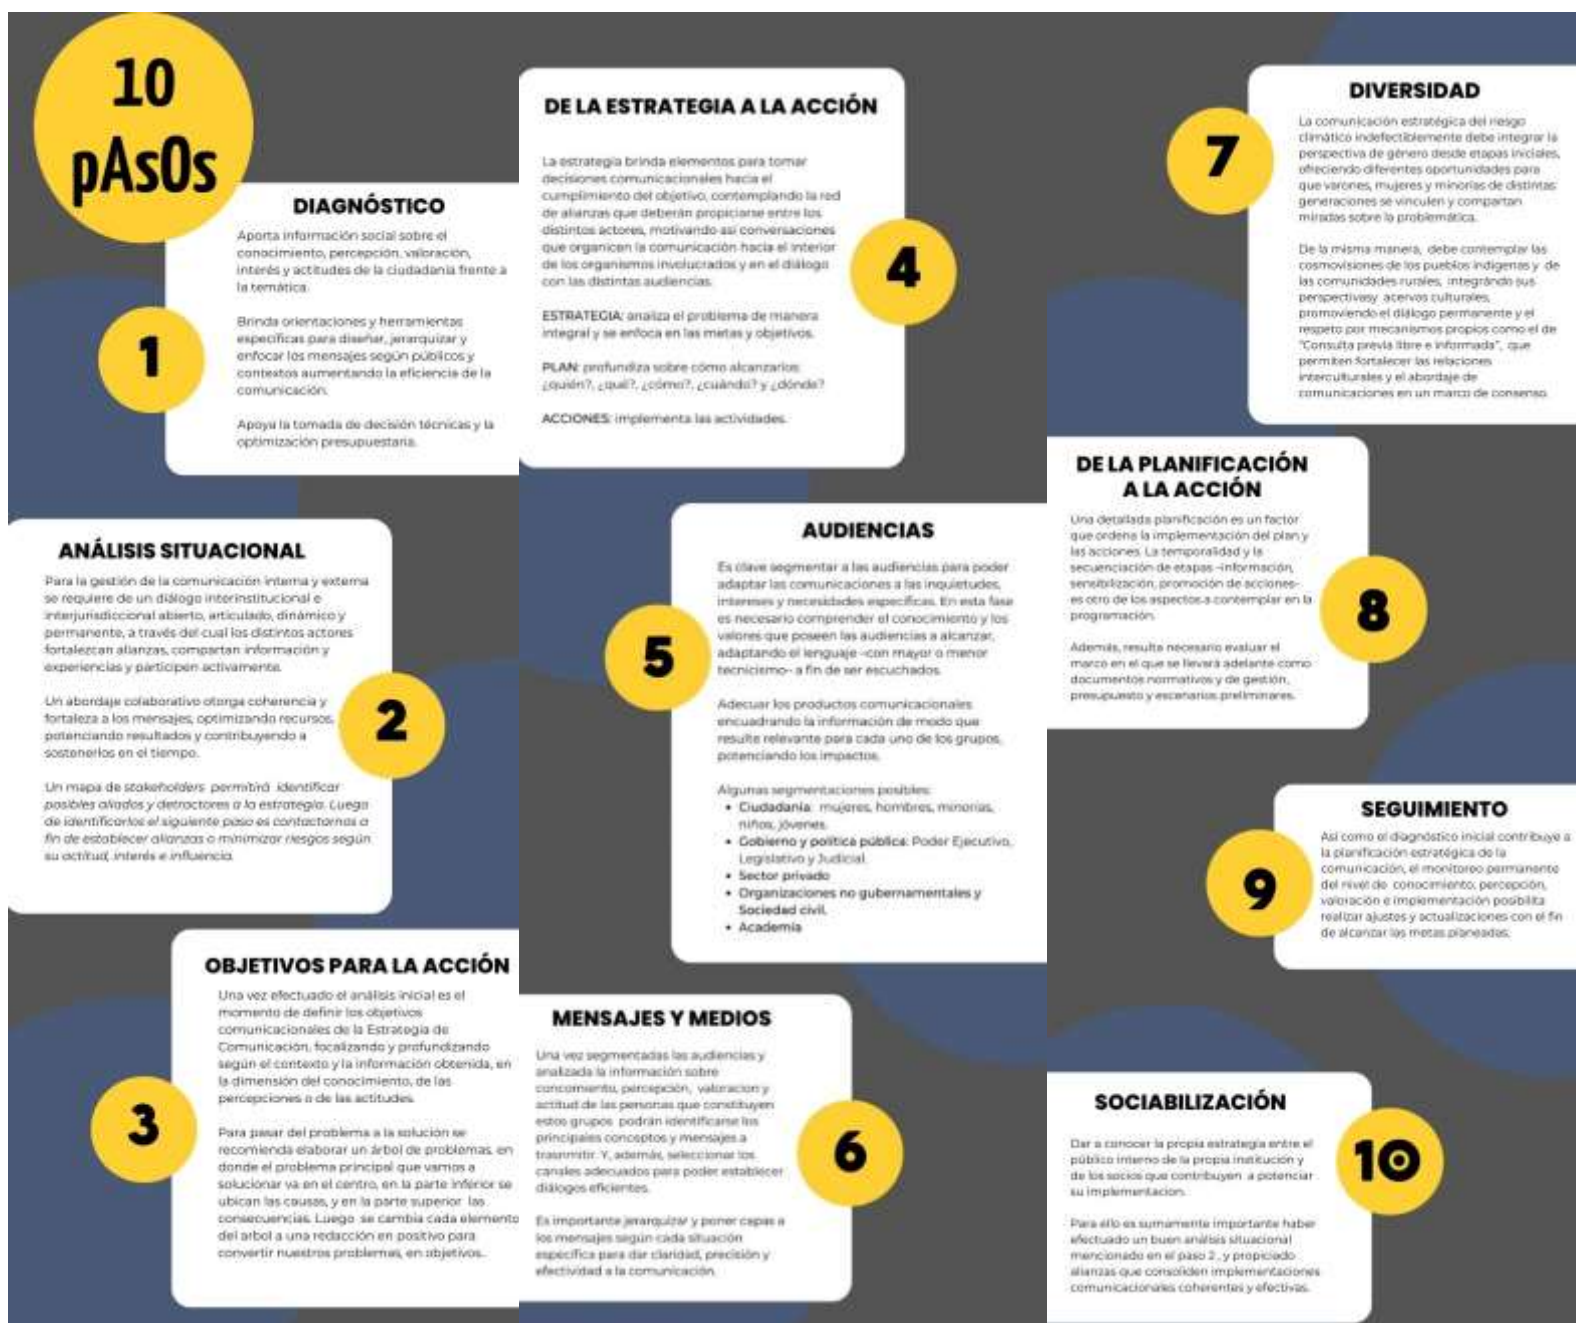 10
pAsOs
DIAGNÓSTICO
Aporta información social sobre el
conocimiento, percepción, valoración,
interés y actitudes de la ciudadanía frente a
la temática.
Brinda orientaciones y herramientas
específicas para diseñar, jerarquizar y
enfocar los mensajes según públicos y
contextos aumentando la eficiencia de la
comunicación.
Apoya la tomada de decisión técnicas y la
optimización presupuestaria.
1
ANÁLISIS SITUACIONAL
Para la gestión de la comunicación interna y externa
se requiere de un diálogo interinstitucional e
interjurisdiccional abierto, articulado, dinámico y
permanente, a través del cual los distintos actores
fortalezcan alianzas, compartan información y
experiencias y participen activamente.
Un abordaje colaborativo otorga coherencia y
fortaleza a los mensajes, optimizando recursos,
potenciando resultados y contribuyendo a
sostenerlos en el tiempo.
Un mapa de stakeholders permitirá identificar
posibles aliados y detractores a la estrategia. Luego
de identificarlos el siguiente paso es contactarnos a
fin de establecer alianzas o minimizar riesgos según
su actitud, interés e influencia.
2
OBJETIVOS PARA LA ACCIÓN
Una vez efectuado el análisis inicial es el
momento de definir los objetivos
comunicacionales de la Estrategia de
Comunicación, focalizando y profundizando
según el contexto y la información obtenida, en
la dimensión del conocimiento, de las
percepciones o de las actitudes.
Para pasar del problema a la solución se
recomienda elaborar un árbol de problemas, en
donde el problema principal que vamos a
solucionar va en el centro, en la parte inferior se
ubican las causas, y en la parte superior las
consecuencias. Luego se cambia cada elemento
del arbol a una redacción en positivo para
convertir nuestros problemas, en objetivos..
3
DE LA ESTRATEGIA A LA ACCIÓN
La estrategia brinda elementos para tomar
decisiones comunicacionales hacia el
cumplimiento del objetivo, contemplando la red
de alianzas que deberán propiciarse entre los
distintos actores, motivando así conversaciones
que organicen la comunicación hacia el interior
de los organismos involucrados y en el diálogo
con las distintas audiencias.
ESTRATEGIA: analiza el problema de manera
integral y se enfoca en las metas y objetivos.
PLAN: profundiza sobre cómo alcanzarlos:
¿quién?, ¿qué?, ¿cómo?, ¿cuándo? y ¿dónde?
ACCIONES: implementa las actividades.
4
AUDIENCIAS
Es clave segmentar a las audiencias para poder
adaptar las comunicaciones a las inquietudes,
intereses y necesidades específicas. En esta fase
es necesario comprender el conocimiento y los
valores que poseen las audiencias a alcanzar,
adaptando el lenguaje -con mayor o menor
tecnicismo- a fin de ser escuchados.
Adecuar los productos comunicacionales
encuadrando la información de modo que
resulte relevante para cada uno de los grupos,
potenciando los impactos.
Algunas segmentaciones posibles:
• Ciudadanía: mujeres, hombres, minorías,
niños, jóvenes.
• Gobierno y política pública: Poder Ejecutivo,
Legislativo y Judicial.
• Sector privado
• Organizaciones no gubernamentales y
Sociedad civil.
• Academia
5
MENSAJES Y MEDIOS
Una vez segmentadas las audiencias y
analizada la información sobre
concomiento, percepción, valoracion y
actitud de las personas que constituyen
estos grupos podrán identificarse los
principales conceptos y mensajes a
trasnmitir. Y, además, seleccionar los
canales adecuados para poder establecer
diálogos eficientes.
Es importante jerarquizar y poner capas a
los mensajes según cada situación
específica para dar claridad, precisión y
efectividad a la comunicación.
6
DIVERSIDAD
La comunicación estratégica del riesgo
climático indefectiblemente debe integrar la
perspectiva de género desde etapas iniciales,
ofreciendo diferentes oportunidades para
que varones, mujeres y minorías de distintas
generaciones se vinculen y compartan
miradas sobre la problemática.
De la misma manera, debe contemplar las
cosmovisiones de los pueblos indígenas y de
las comunidades rurales, integrándo sus
perspectivasy acervos culturales,
promoviendo el diálogo permanente y el
respeto por mecanismos propios como el de
"Consulta previa libre e informada", que
permiten fortalecer las relaciones
interculturales y el abordaje de
comunicaciones en un marco de consenso.
7
DE LA PLANIFICACIÓN
A LA ACCIÓN
Una detallada planificación es un factor
que ordena la implementación del plan y
las acciones. La temporalidad y la
secuenciación de etapas -información,
sensibilización, promoción de acciones-
es otro de los aspectos a contemplar en la
programación.
Además, resulta necesario evaluar el
marco en el que se llevará adelante como
documentos normativos y de gestión,
presupuesto y escenarios preliminares.
8
SEGUIMIENTO
Así como el diagnóstico inicial contribuye a
la planificación estratégica de la
comunicación, el monitoreo permanente
del nivel de conocimiento, percepción,
valoración e implementación posibilita
realizar ajustes y actualizaciones con el fin
de alcanzar las metas planeadas.
9
SOCIABILIZACIÓN
Dar a conocer la propia estrategia entre el
público interno de la propia institución y
de los socios que contribuyen a potenciar
su implementacion.
Para ello es sumamente importante haber
efectuado un buen análisis situacional
mencionado en el paso 2 , y propiciado
alianzas que consoliden implementaciones
comunicacionales coherentes y efectivas.
10